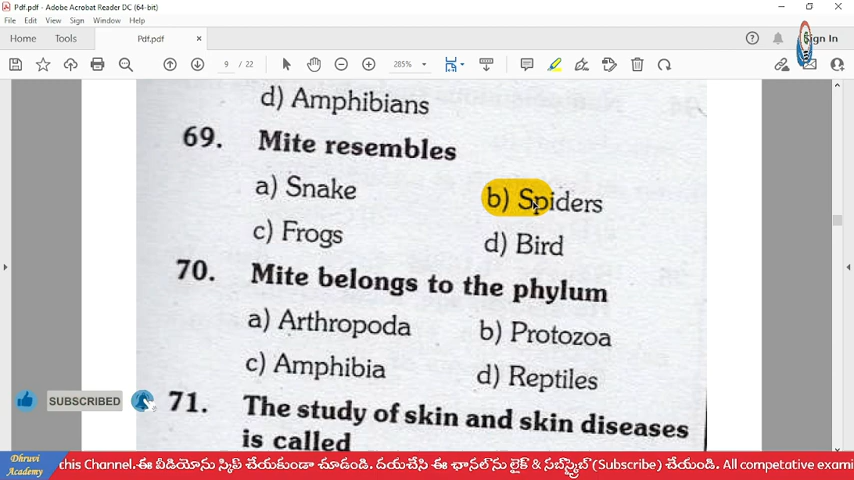 Pdf.pdf - Adobe Acrobat Reader DC (64-bit)
File Edit View Sign Window Help
Home Tools Pdf.pdf × Sign In
9 / 22 285%
d) Amphibians
69. Mite resembles
a) Snake b) Spiders
c) Frogs d) Bird
70. Mite belongs to the phylum
a) Arthropoda b) Protozoa
c) Amphibia d) Reptiles
71. The study of skin and skin diseases
is called
SUBSCRIBED
Dhruvi
Academy
this Channel. ఈ వీడియోను స్కిప్ చేయకుండా చూడండి. దయచేసి ఈ ఛానల్‌ను లైక్ & సబ్‌స్క్రైబ్ (Subscribe) చేయండి. All competative exami